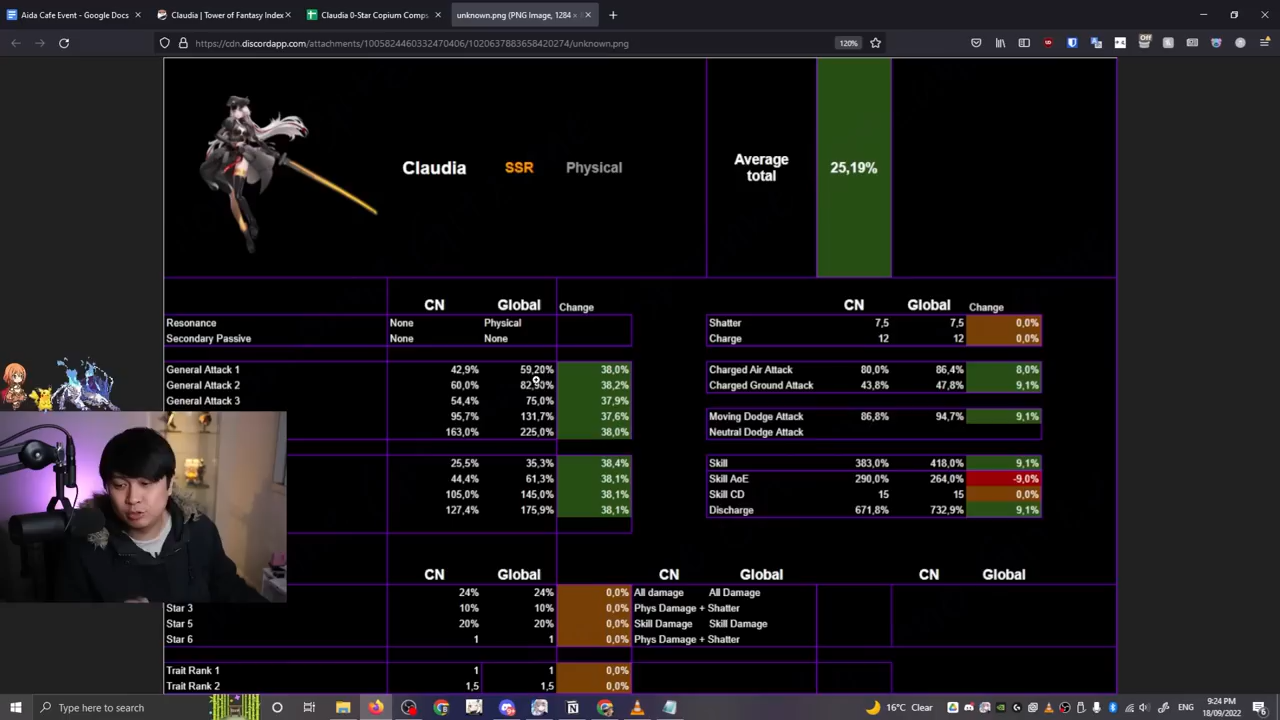 Aida Cafe Event - Google Docs
Claudia | Tower of Fantasy Index
Claudia 0-Star Copium Comps
unknown.png (PNG Image, 1284 ×
https://cdn.discordapp.com/attachments/1005824460332470406/1020637883658420274/unknown.png
120%
Off
Claudia SSR Physical
Average
total
25,19%
CN Global Change
Resonance None Physical
Secondary Passive None None
General Attack 1 42,9% 59,20% 38,0%
General Attack 2 60,0% 38,2%
General Attack 3 54,4% 75,0% 37,9%
95,7% 131,7% 37,6%
163,0% 225,0% 38,0%
25,5% 35,3% 38,4%
44,4% 61,3% 38,1%
105,0% 145,0% 38,1%
127,4% 175,9% 38,1%
CN Global Change
Shatter 7,5 7,5 0,0%
Charge 12 12 0,0%
Charged Air Attack 80,0% 86,4% 8,0%
Charged Ground Attack 43,8% 47,8% 9,1%
Moving Dodge Attack 86,8% 94,7% 9,1%
Neutral Dodge Attack
Skill 383,0% 418,0% 9,1%
Skill AoE 290,0% 264,0% -9,0%
Skill CD 15 15 0,0%
Discharge 671,8% 732,9% 9,1%
CN Global CN Global CN Global
24% 24% 0,0% All damage All Damage
Star 3 10% 10% 0,0% Phys Damage + Shatter
Star 5 20% 20% 0,0% Skill Damage Skill Damage
Star 6 1 1 0,0% Phys Damage + Shatter
Trait Rank 1 1 1 0,0%
Trait Rank 2 1,5 1,5 0,0%
Type here to search
16°C Clear
9:24 PM
18/09/2022